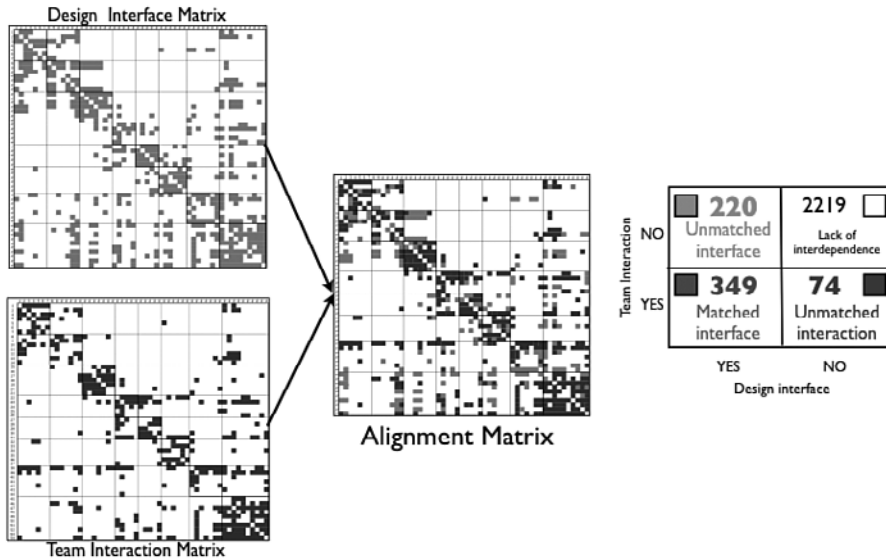 Design Interface Matrix
Team Interaction Matrix
Alignment Matrix
Team Interaction
NO
YES
220
Unmatched
interface
2219
Lack of
interdependence
349
Matched
interface
74
Unmatched
interaction
YES
NO
Design interface